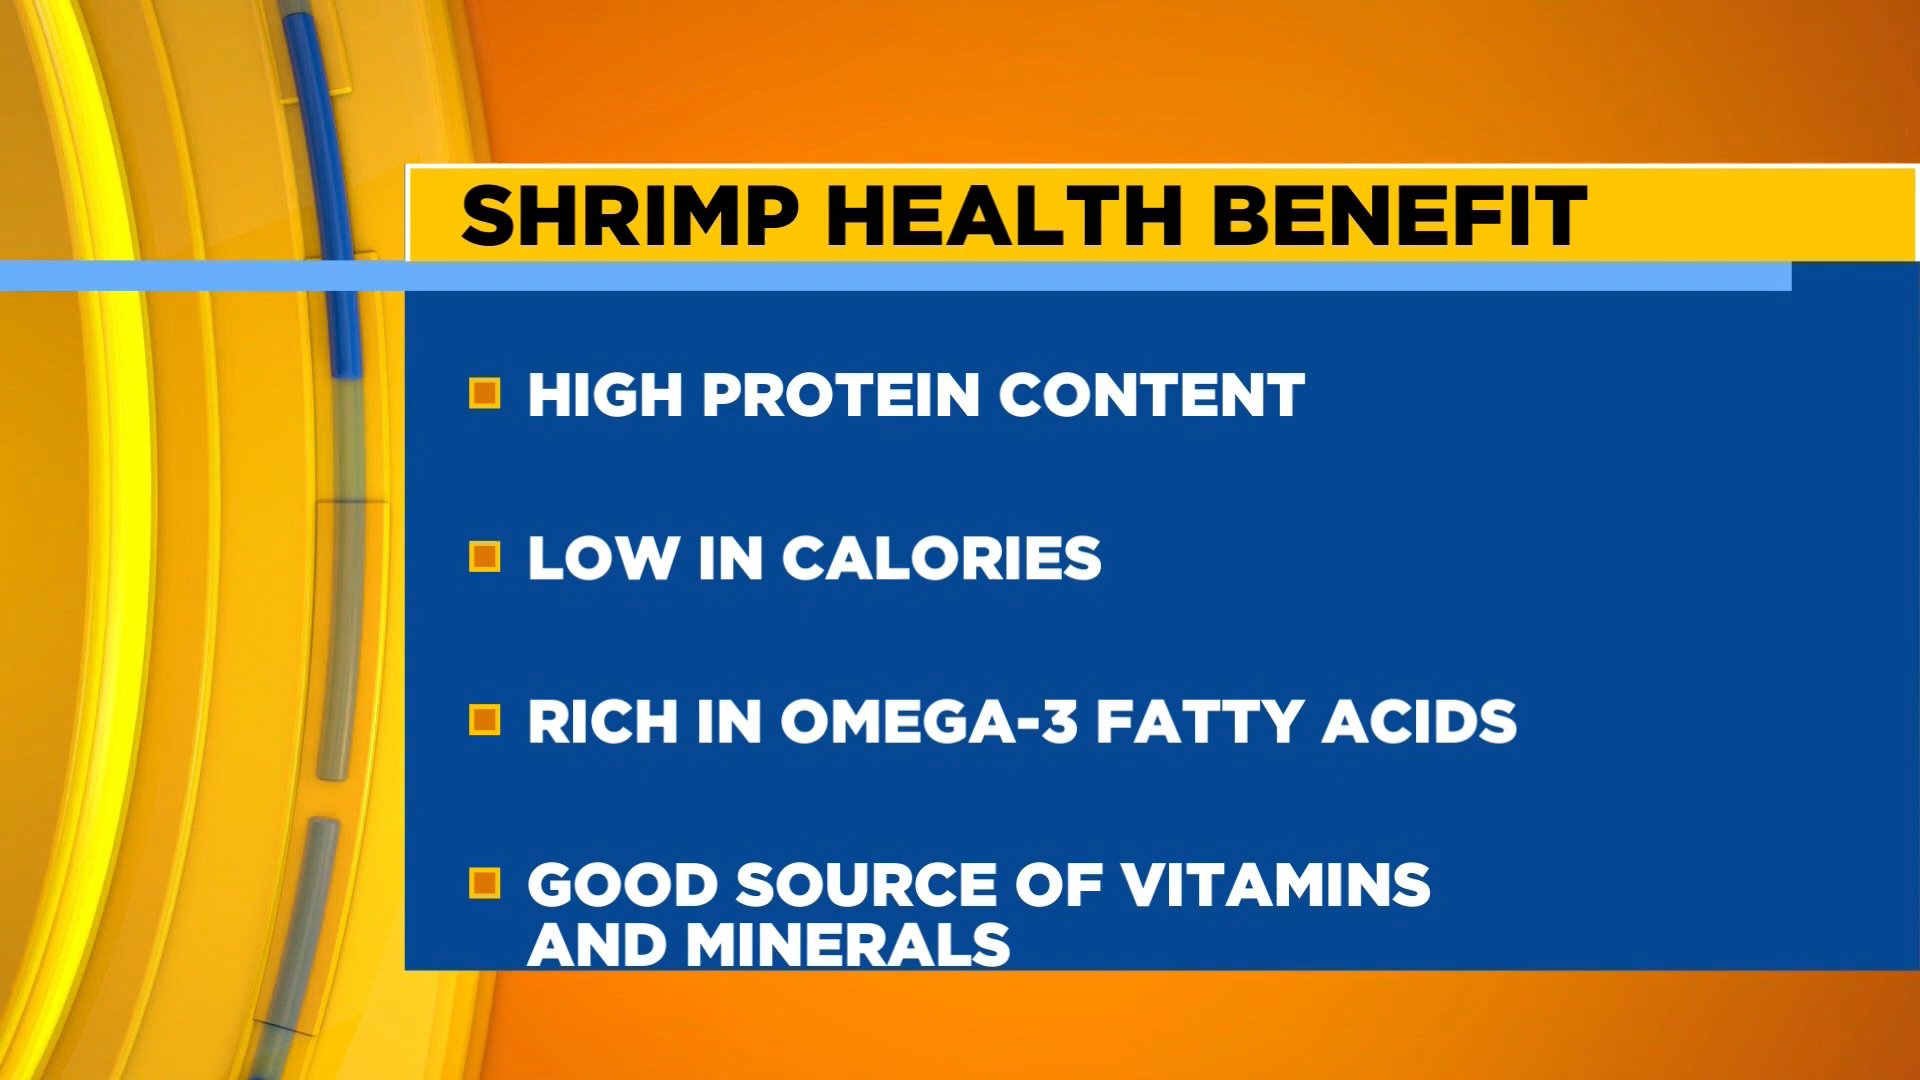 SHRIMP HEALTH BENEFIT
HIGH PROTEIN CONTENT
LOW IN CALORIES
RICH IN OMEGA-3 FATTY ACIDS
GOOD SOURCE OF VITAMINS
AND MINERALS